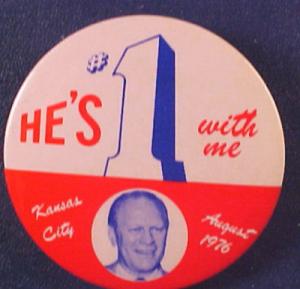 HE'S #1 with
me
Kansas
City
August
1976